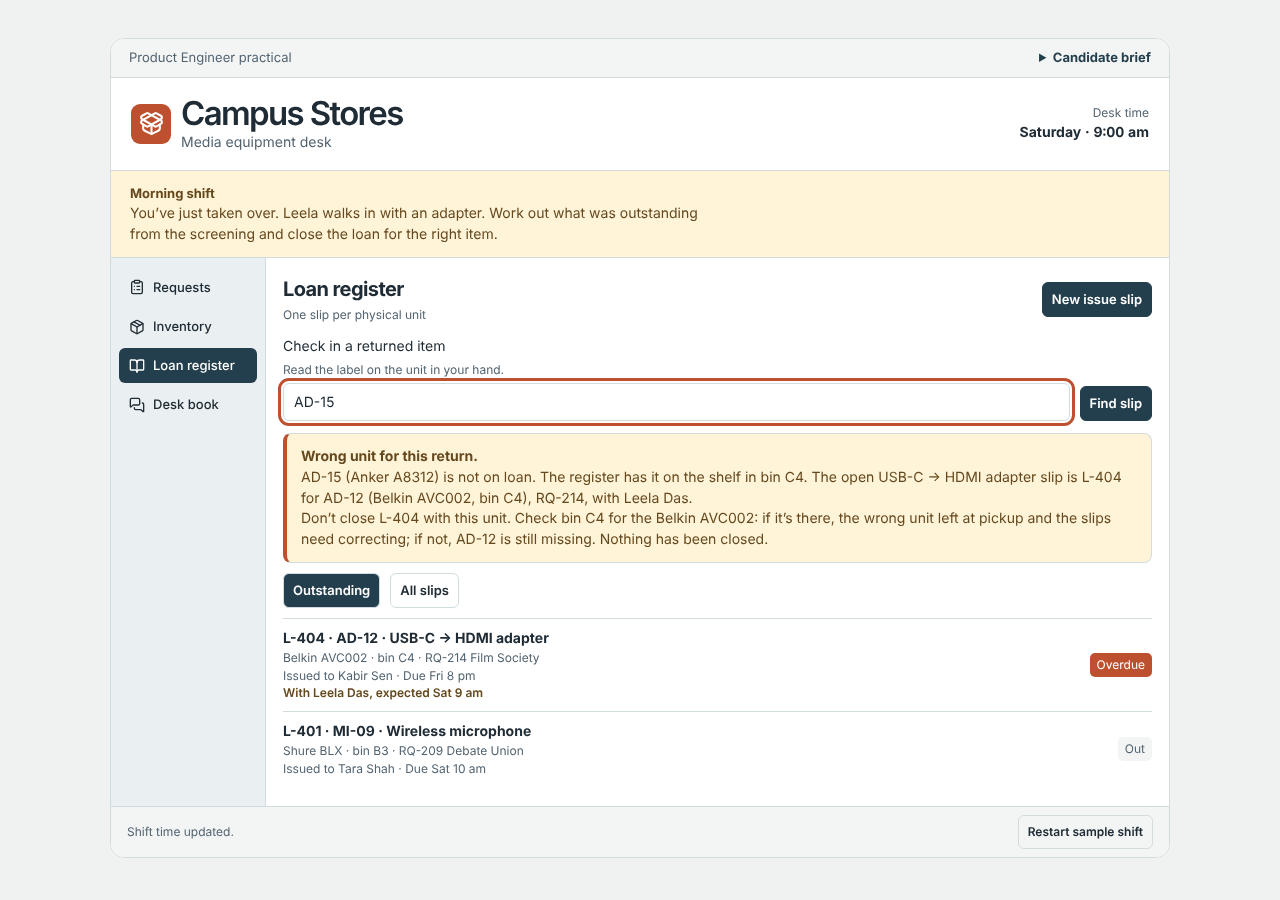 Product Engineer practical
Candidate brief
Campus Stores
Media equipment desk
Desk time
Saturday · 9:00 am
Morning shift
You’ve just taken over. Leela walks in with an adapter. Work out what was outstanding
from the screening and close the loan for the right item.
Requests
Inventory
Loan register
Desk book
Loan register
One slip per physical unit
New issue slip
Check in a returned item
Read the label on the unit in your hand.
AD-15
Find slip
Wrong unit for this return.
AD-15 (Anker A8312) is not on loan. The register has it on the shelf in bin C4. The open USB-C → HDMI adapter slip is L-404
for AD-12 (Belkin AVC002, bin C4), RQ-214, with Leela Das.
Don’t close L-404 with this unit. Check bin C4 for the Belkin AVC002: if it’s there, the wrong unit left at pickup and the slips
need correcting; if not, AD-12 is still missing. Nothing has been closed.
Outstanding
All slips
L-404 · AD-12 · USB-C → HDMI adapter
Belkin AVC002 · bin C4 · RQ-214 Film Society
Issued to Kabir Sen · Due Fri 8 pm
With Leela Das, expected Sat 9 am
Overdue
L-401 · MI-09 · Wireless microphone
Shure BLX · bin B3 · RQ-209 Debate Union
Issued to Tara Shah · Due Sat 10 am
Out
Shift time updated.
Restart sample shift